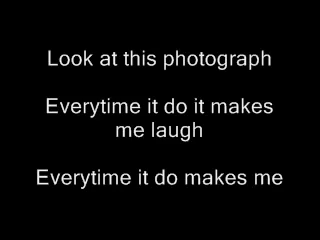 Look at this photograph
Everytime it do it makes
me laugh
Everytime it do makes me